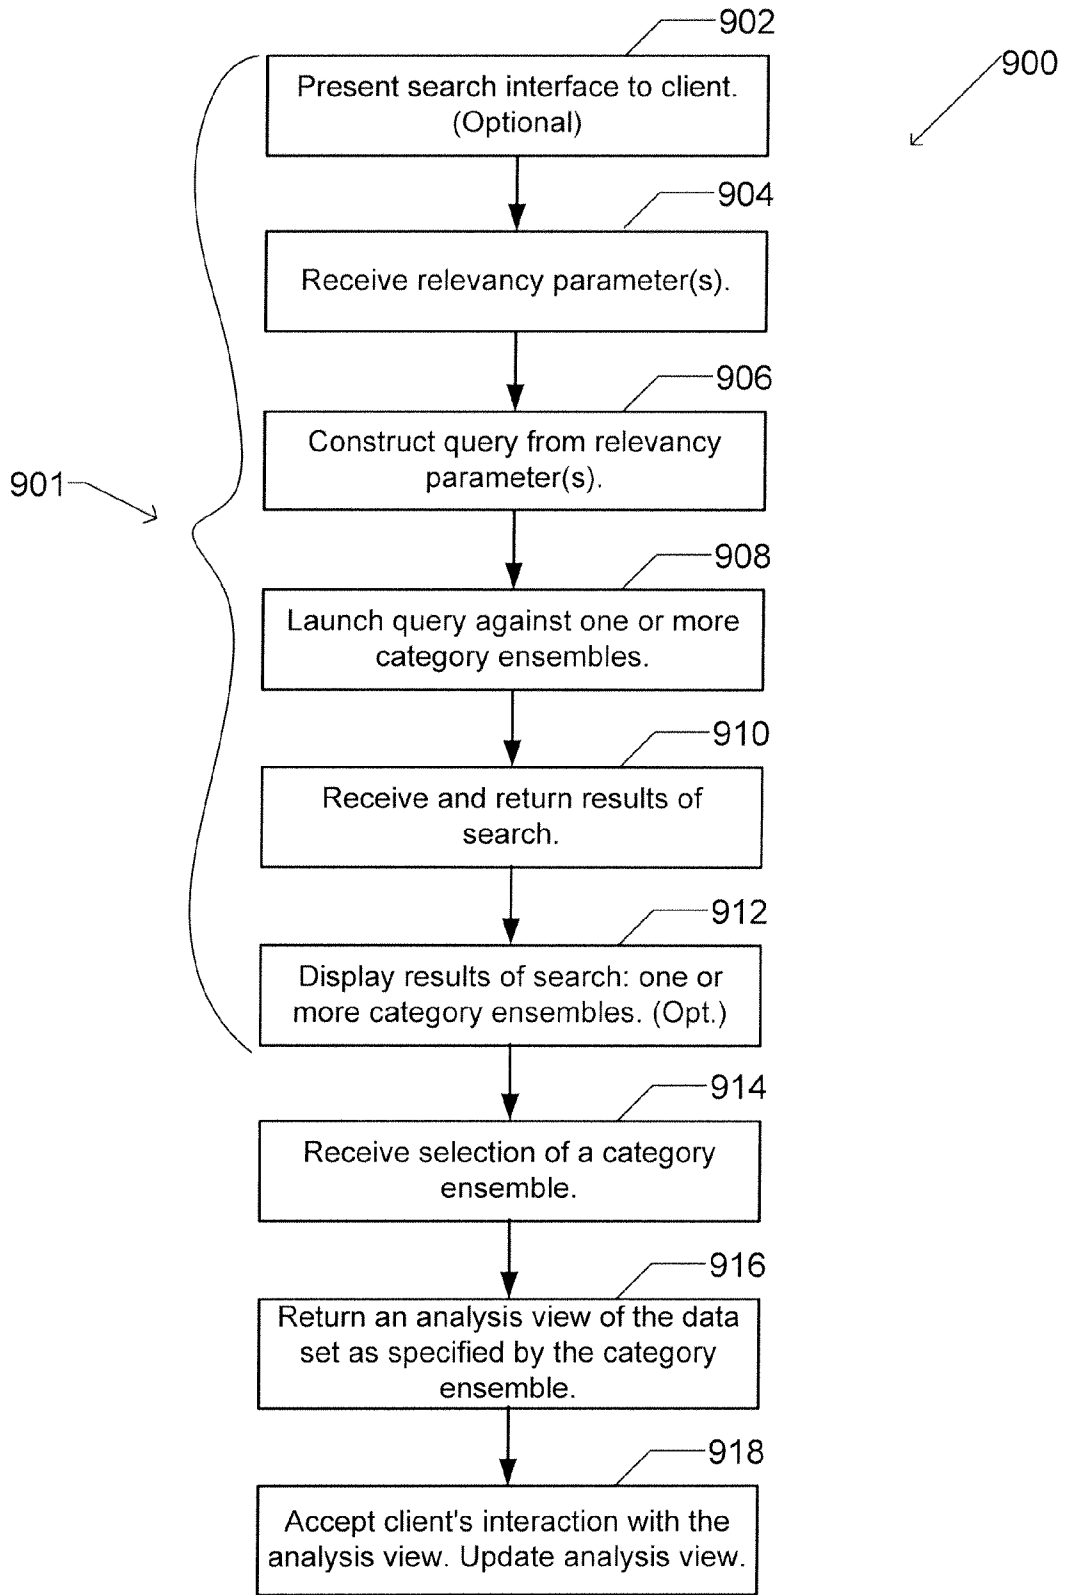 902
900
Present search interface to client.
(Optional)
904
Receive relevancy parameter(s).
906
Construct query from relevancy
parameter(s).
901
908
Launch query against one or more
category ensembles.
910
Receive and return results of
search.
912
Display results of search: one or
more category ensembles. (Opt.)
914
Receive selection of a category
ensemble.
916
Return an analysis view of the data
set as specified by the category
ensemble.
918
Accept client's interaction with the
analysis view. Update analysis view.